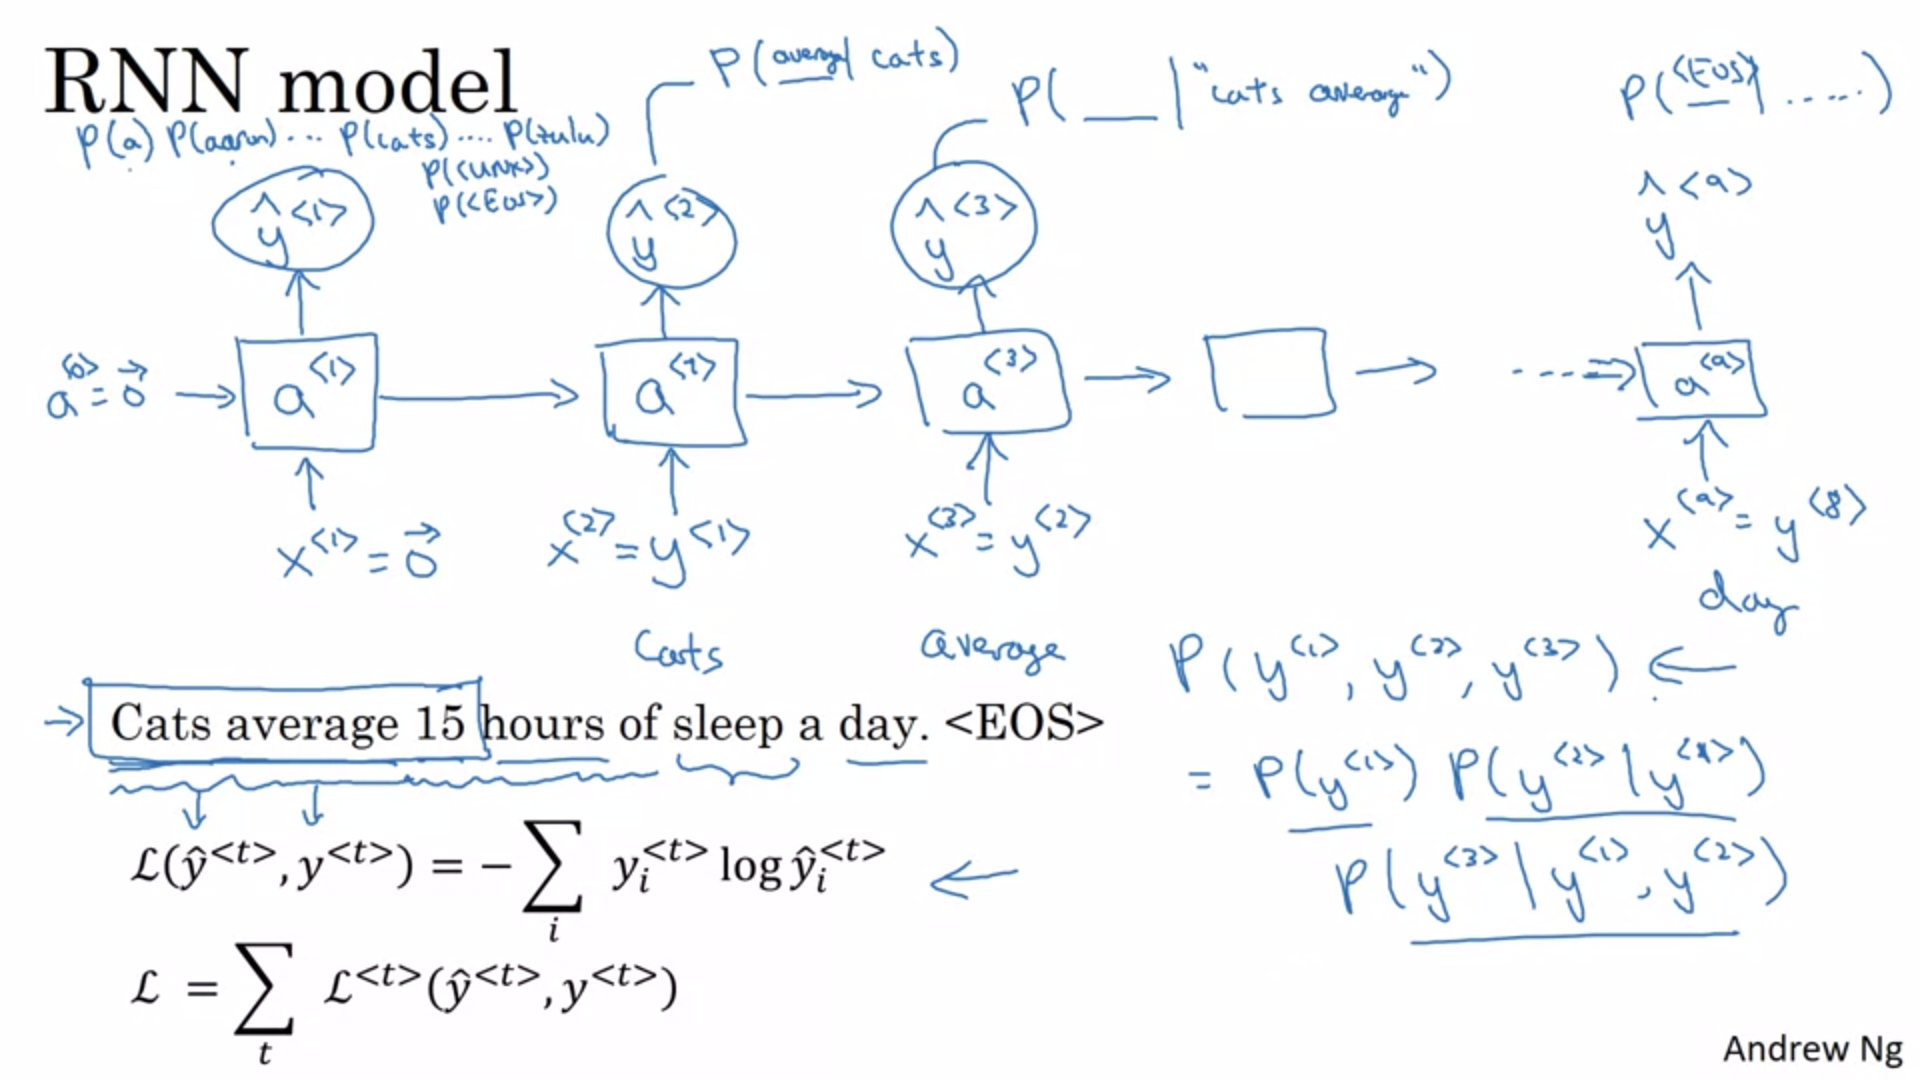 RNN model
P(average | cats)
P( ___ | "cats average")
P(<EOS> | .....)
P(a) P(aaron) ... P(cats) .... P(zulu)
P(<UNK>)
P(<EOS>)
ŷ<1>
ŷ<2>
ŷ<3>
ŷ<9>
a<0> = 0⃗ → a<1> → a<2> → a<3> → → ---→ a<9>
x<1> = 0⃗
x<2> = y<1>
x<3> = y<2>
x<9> = y<8>
day
Cats
average
P(y<1>, y<2>, y<3>) ←
→ Cats average 15 hours of sleep a day. <EOS>
= P(y<1>) P(y<2> | y<1>)
P(y<3> | y<1>, y<2>)
ℒ(ŷ<t>, y<t>) = − ∑i yi<t> log ŷi<t> ←
ℒ = ∑t ℒ<t>(ŷ<t>, y<t>)
Andrew Ng